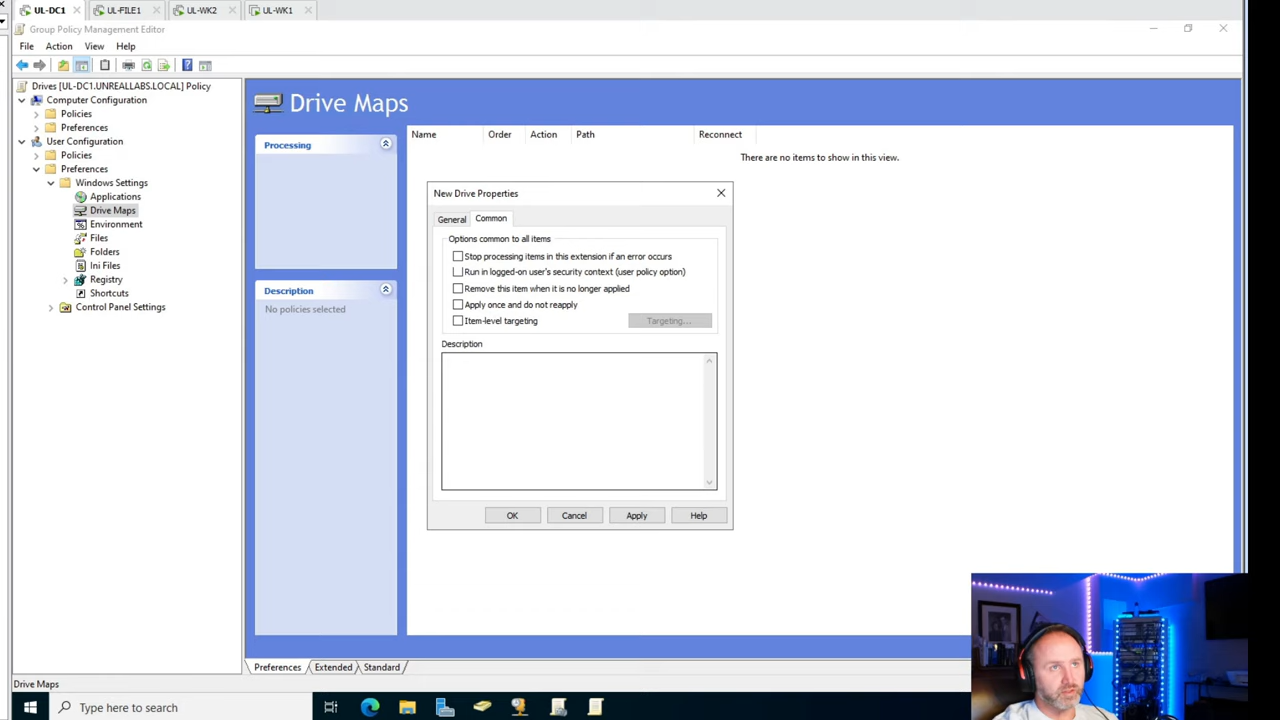 UL-DC1 UL-FILE1 UL-WK2 UL-WK1
Group Policy Management Editor
File Action View Help
Drives [UL-DC1.UNREALLABS.LOCAL] Policy
Computer Configuration
Policies
Preferences
User Configuration
Policies
Preferences
Windows Settings
Applications
Drive Maps
Environment
Files
Folders
Ini Files
Registry
Shortcuts
Control Panel Settings
Drive Maps
Processing
Description
No policies selected
Name Order Action Path Reconnect
There are no items to show in this view.
New Drive Properties
General Common
Options common to all items
Stop processing items in this extension if an error occurs
Run in logged-on user's security context (user policy option)
Remove this item when it is no longer applied
Apply once and do not reapply
Item-level targeting Targeting...
Description
OK Cancel Apply Help
Preferences Extended Standard
Drive Maps
Type here to search